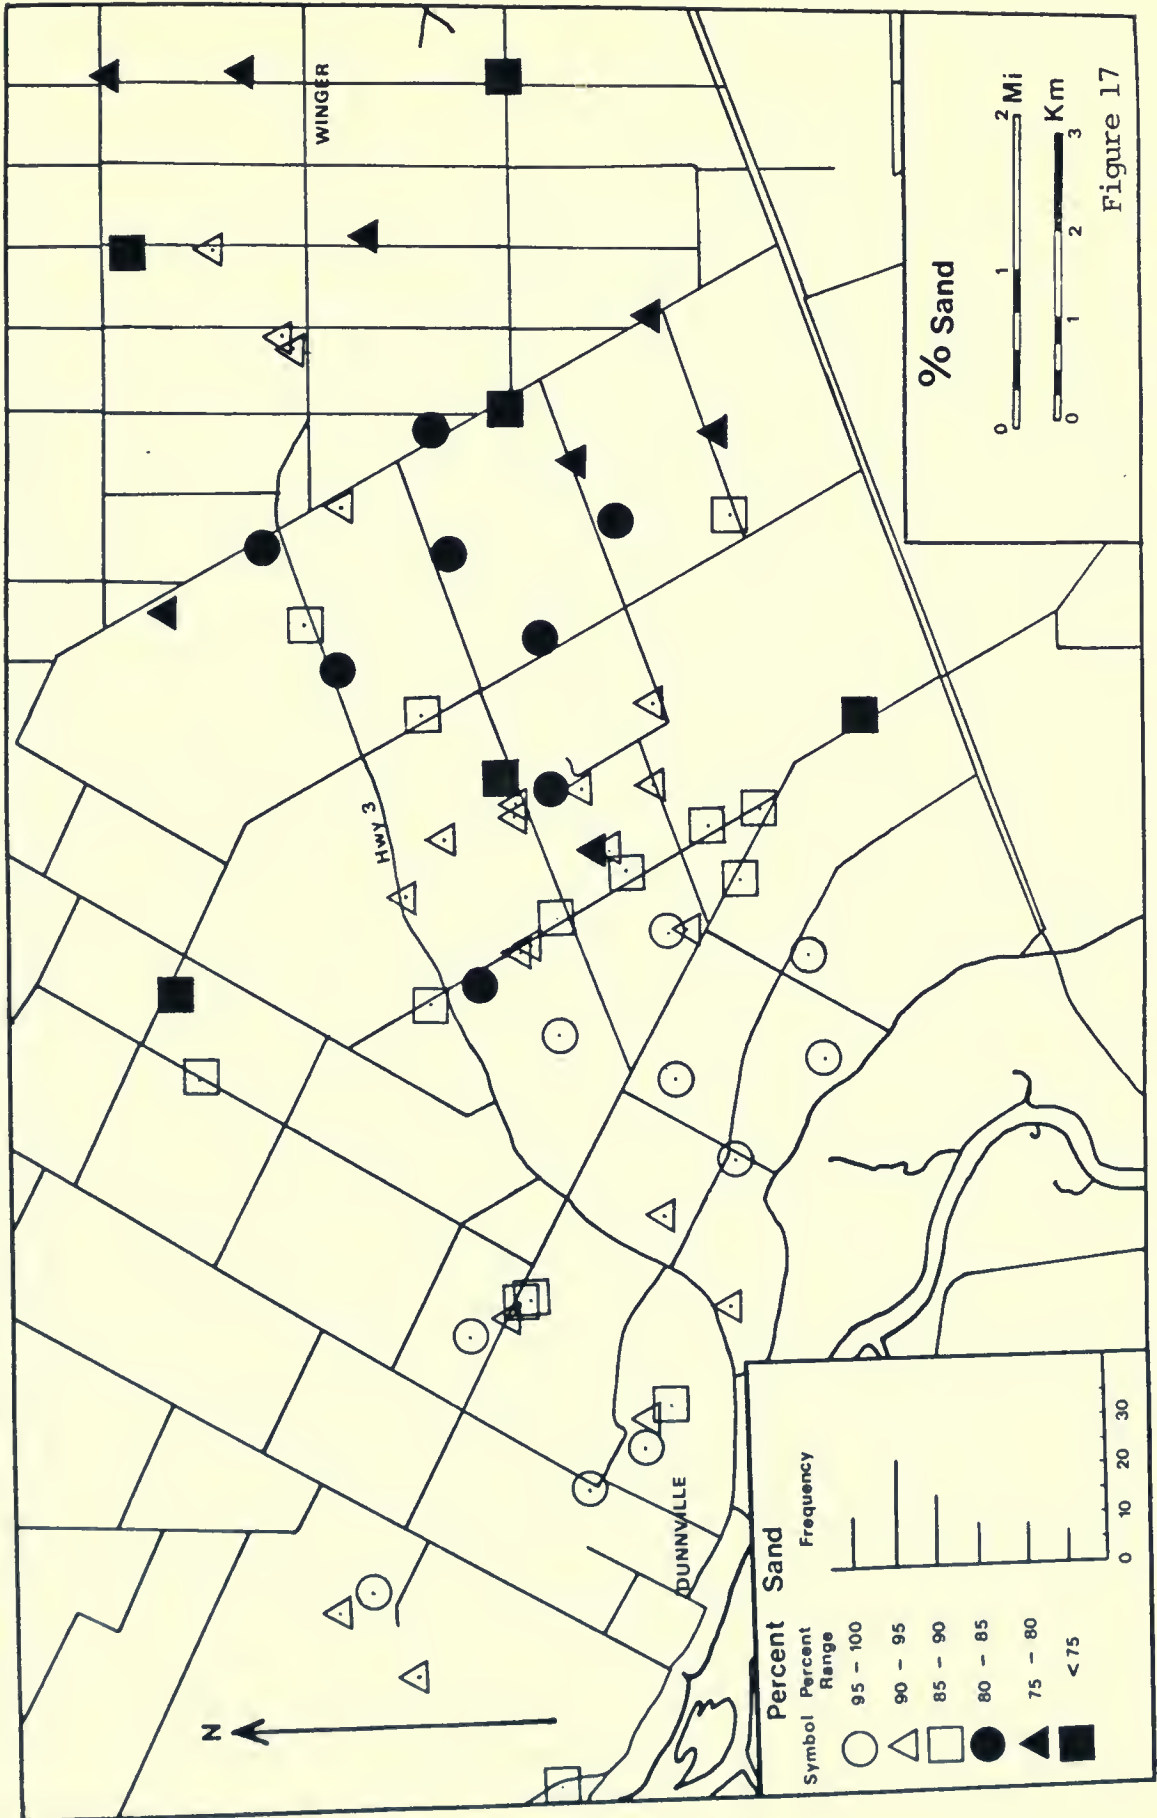 WINGER
Hwy 3
DUNNVILLE
N
% Sand
0 1 2 Mi
0 1 2 3 Km
Figure 17
Percent Sand
Symbol Percent Range Frequency
95 - 100
90 - 95
85 - 90
80 - 85
75 - 80
< 75
0 10 20 30